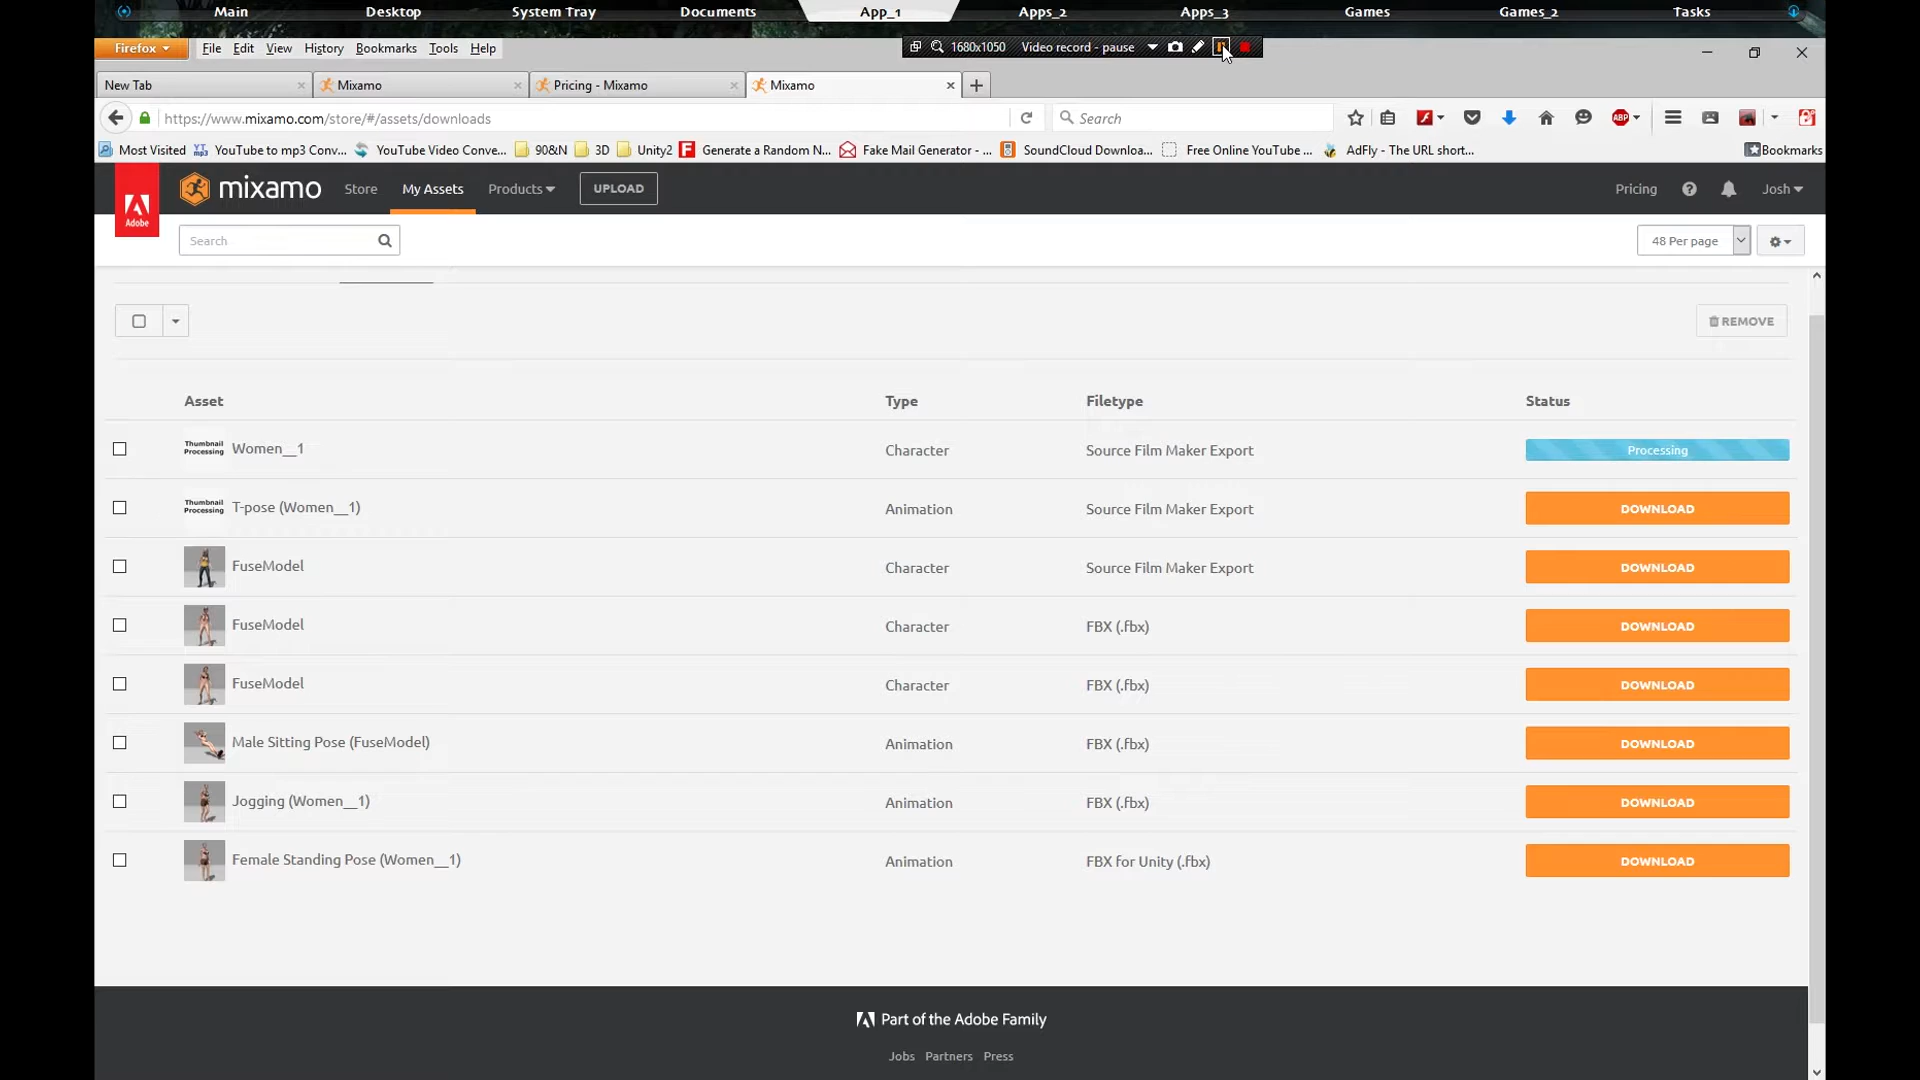 Main Desktop System Tray Documents App_1 Apps_2 Apps_3 Games Games_2 Tasks
Firefox File Edit View History Bookmarks Tools Help 1680x1050 Video record - pause
New Tab Mixamo Pricing - Mixamo Mixamo
https://www.mixamo.com/store/#/assets/downloads Search ABP
Most Visited YT mp3 YouTube to mp3 Conv... YouTube Video Conve... 90&N 3D Unity2 F Generate a Random N... Fake Mail Generator - ... SoundCloud Downloa... Free Online YouTube ... AdFly - The URL short... Bookmarks
Adobe mixamo Store My Assets Products UPLOAD Pricing Josh
Search 48 Per page
REMOVE
Asset Type Filetype Status
Thumbnail Processing Women__1 Character Source Film Maker Export Processing
Thumbnail Processing T-pose (Women__1) Animation Source Film Maker Export DOWNLOAD
FuseModel Character Source Film Maker Export DOWNLOAD
FuseModel Character FBX (.fbx) DOWNLOAD
FuseModel Character FBX (.fbx) DOWNLOAD
Male Sitting Pose (FuseModel) Animation FBX (.fbx) DOWNLOAD
Jogging (Women__1) Animation FBX (.fbx) DOWNLOAD
Female Standing Pose (Women__1) Animation FBX for Unity (.fbx) DOWNLOAD
Part of the Adobe Family
Jobs Partners Press